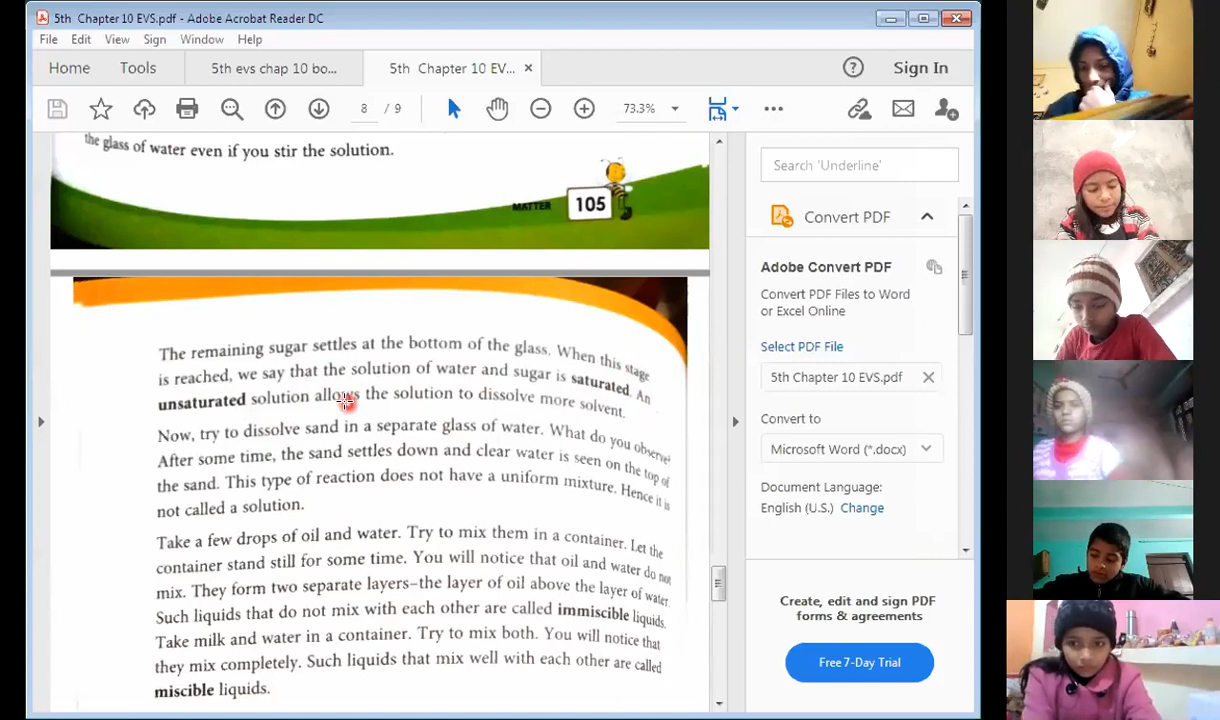 5th Chapter 10 EVS.pdf - Adobe Acrobat Reader DC
File Edit View Sign Window Help
Home Tools 5th evs chap 10 bo... 5th Chapter 10 EV... Sign In
8 / 9 73.3%
the glass of water even if you stir the solution.
MATTER 105
The remaining sugar settles at the bottom of the glass. When this stage
is reached, we say that the solution of water and sugar is saturated. An
unsaturated solution allows the solution to dissolve more solvent.
Now, try to dissolve sand in a separate glass of water. What do you observe?
After some time, the sand settles down and clear water is seen on the top of
the sand. This type of reaction does not have a uniform mixture. Hence it is
not called a solution.
Take a few drops of oil and water. Try to mix them in a container. Let the
container stand still for some time. You will notice that oil and water do not
mix. They form two separate layers–the layer of oil above the layer of water.
Such liquids that do not mix with each other are called immiscible liquids.
Take milk and water in a container. Try to mix both. You will notice that
they mix completely. Such liquids that mix well with each other are called
miscible liquids.
Search 'Underline'
Convert PDF
Adobe Convert PDF
Convert PDF Files to Word
or Excel Online
Select PDF File
5th Chapter 10 EVS.pdf
Convert to
Microsoft Word (*.docx)
Document Language:
English (U.S.) Change
Create, edit and sign PDF
forms & agreements
Free 7-Day Trial